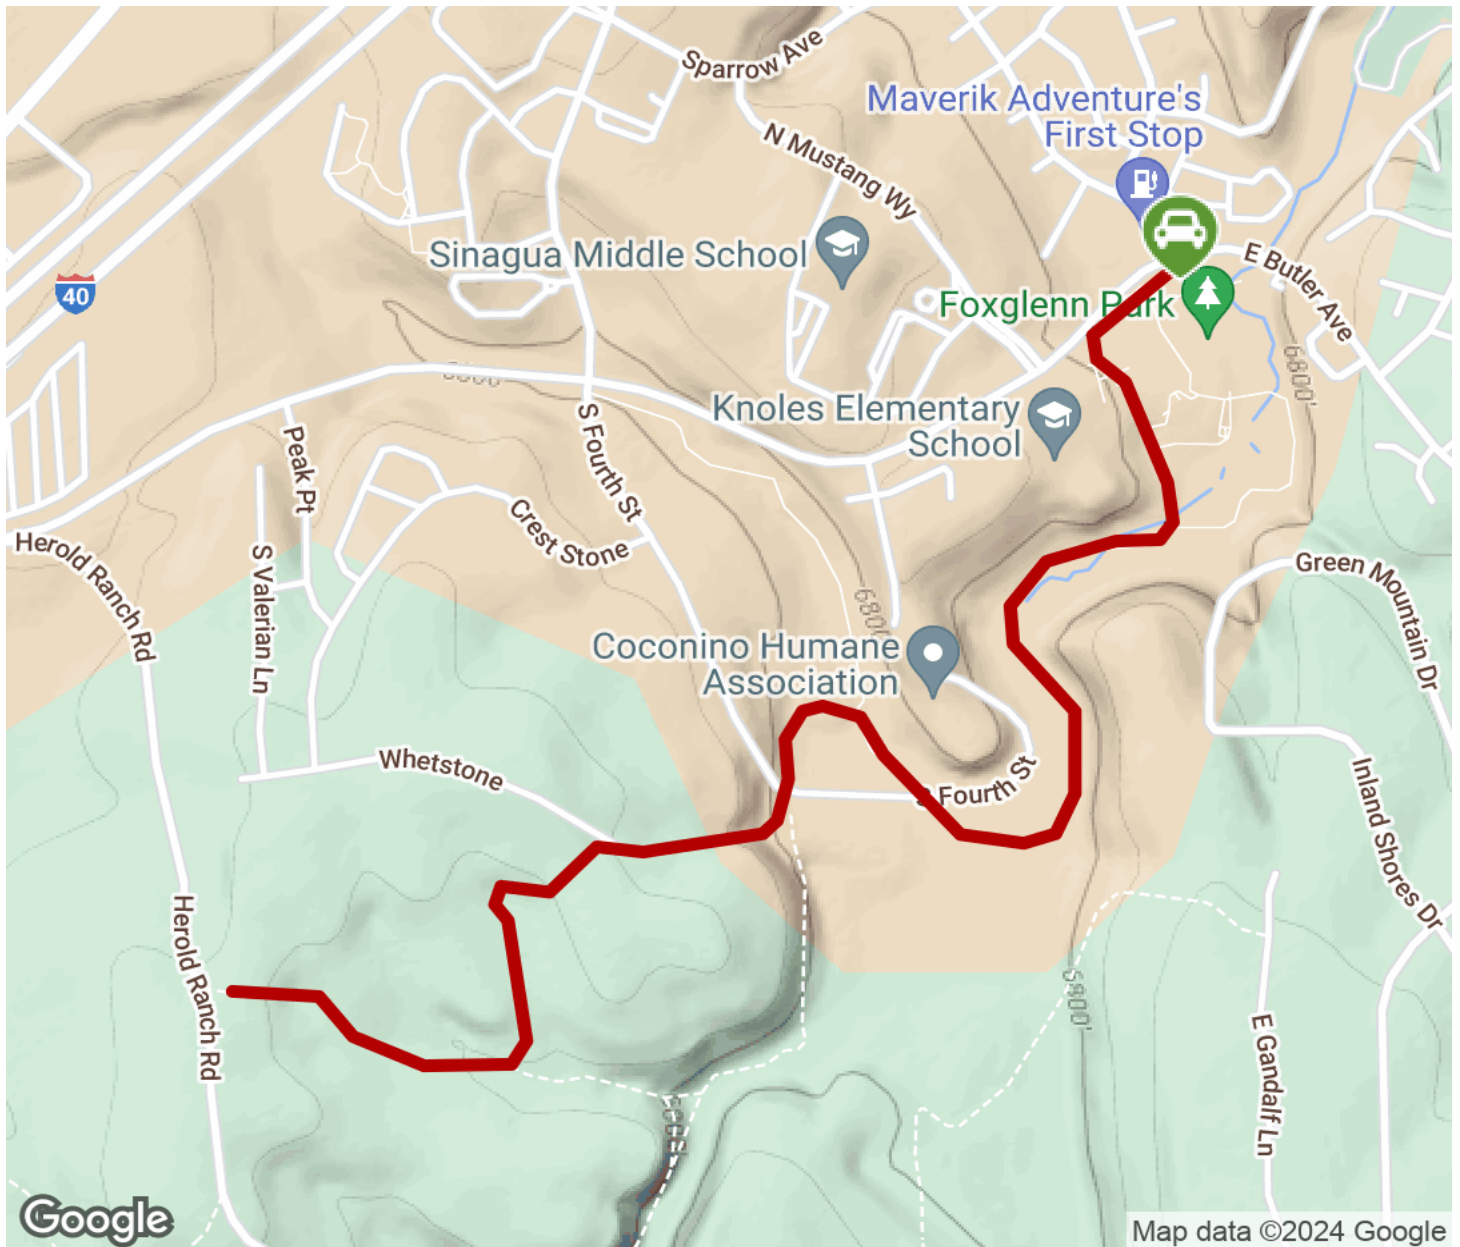 Sparrow Ave
Maverik Adventure's
First Stop
N Mustang Wy
Sinagua Middle School
E Butler Ave
40
Foxglenn Park
6800'
Knoles Elementary
School
Peak Pt
S Fourth St
Crest Stone
Herold Ranch Rd
S Valerian Ln
Green Mountain Dr
Coconino Humane
Association
Whetstone
S Fourth St
Inland Shores Dr
Herold Ranch Rd
6800'
E Gandalf Ln
Google
Map data ©2024 Google